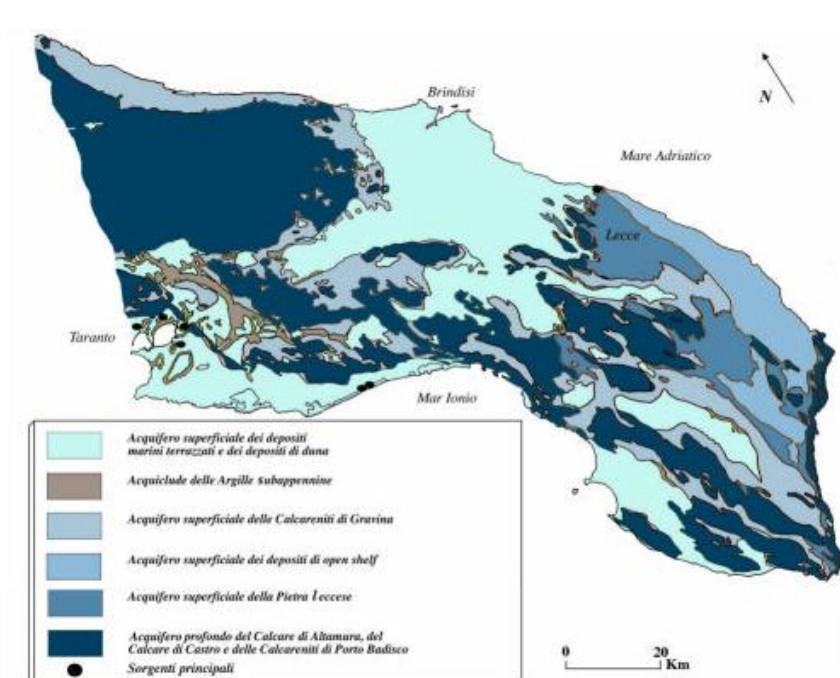 Brindisi
N
Mare Adriatico
Lecce
Taranto
Mar Ionio
Acquifero superficiale dei depositi
marini terrazzati e dei depositi di duna
Acquiclude delle Argille subappennine
Acquifero superficiale delle Calcareniti di Gravina
Acquifero superficiale dei depositi di open shelf
Acquifero superficiale della Pietra leccese
Acquifero profondo del Calcare di Altamura, del
Calcare di Castro e delle Calcareniti di Porto Badisco
Sorgenti principali
0 20
Km